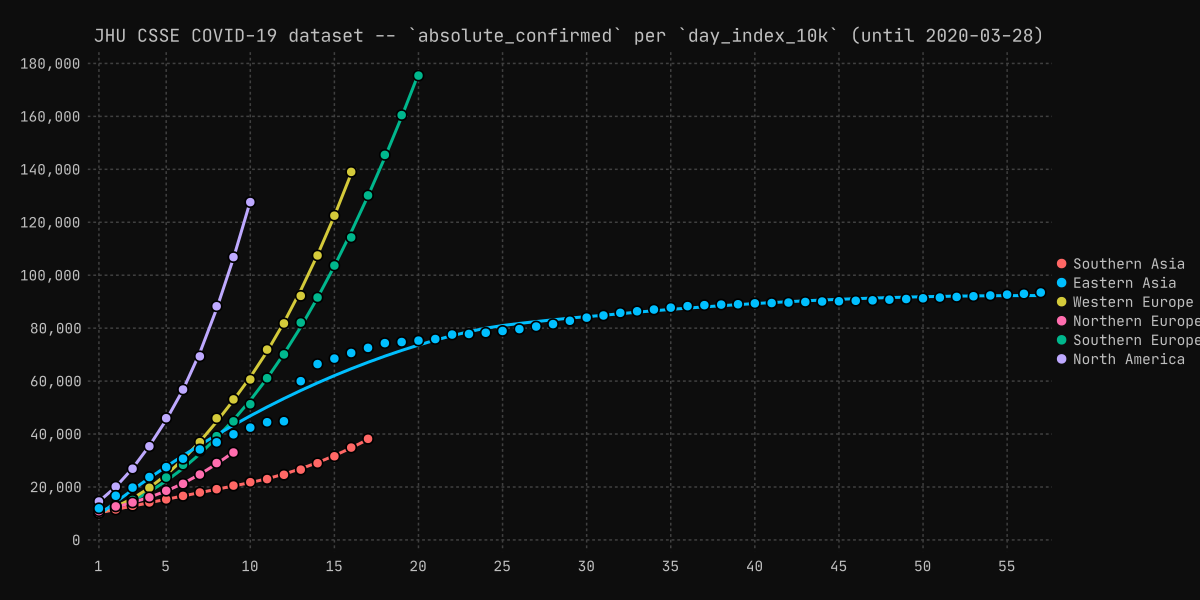 JHU CSSE COVID-19 dataset -- `absolute_confirmed` per `day_index_10k` (until 2020-03-28)
180,000
160,000
140,000
120,000
100,000
80,000
60,000
40,000
20,000
0
1 5 10 15 20 25 30 35 40 45 50 55
Southern Asia
Eastern Asia
Western Europe
Northern Europe
Southern Europe
North America